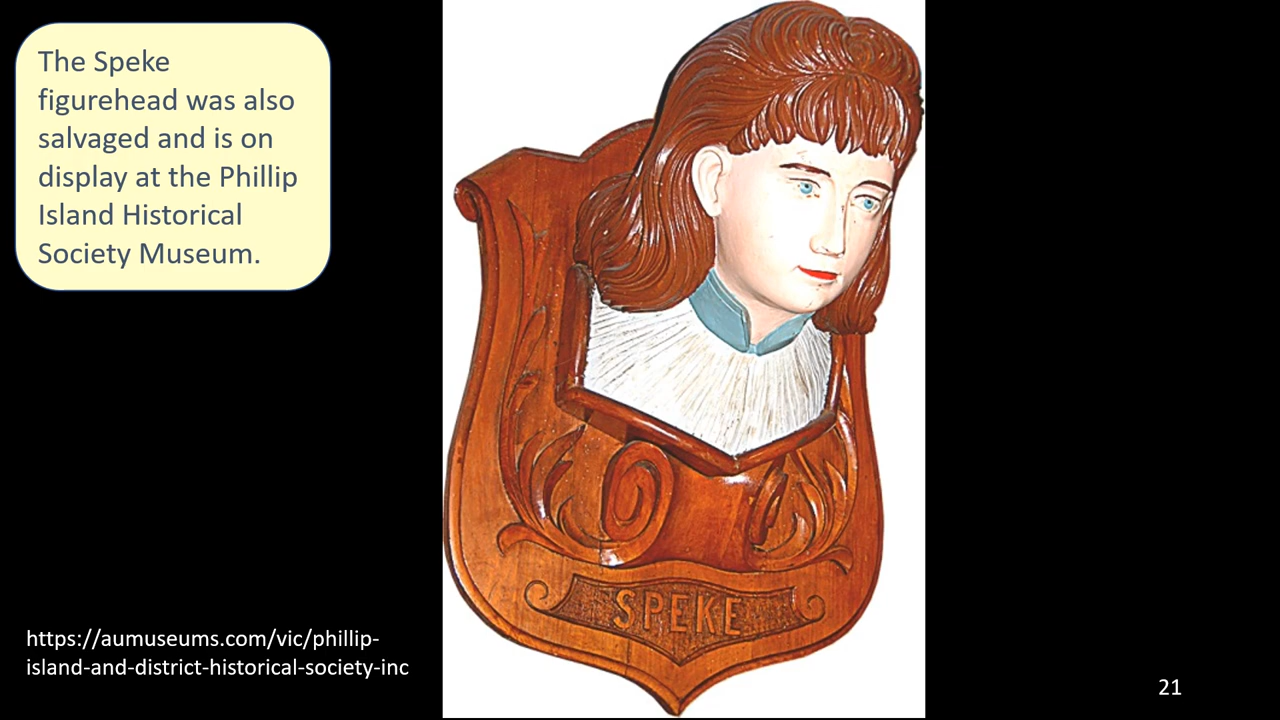 The Speke
figurehead was also
salvaged and is on
display at the Phillip
Island Historical
Society Museum.
SPEKE
https://aumuseums.com/vic/phillip-
island-and-district-historical-society-inc
21